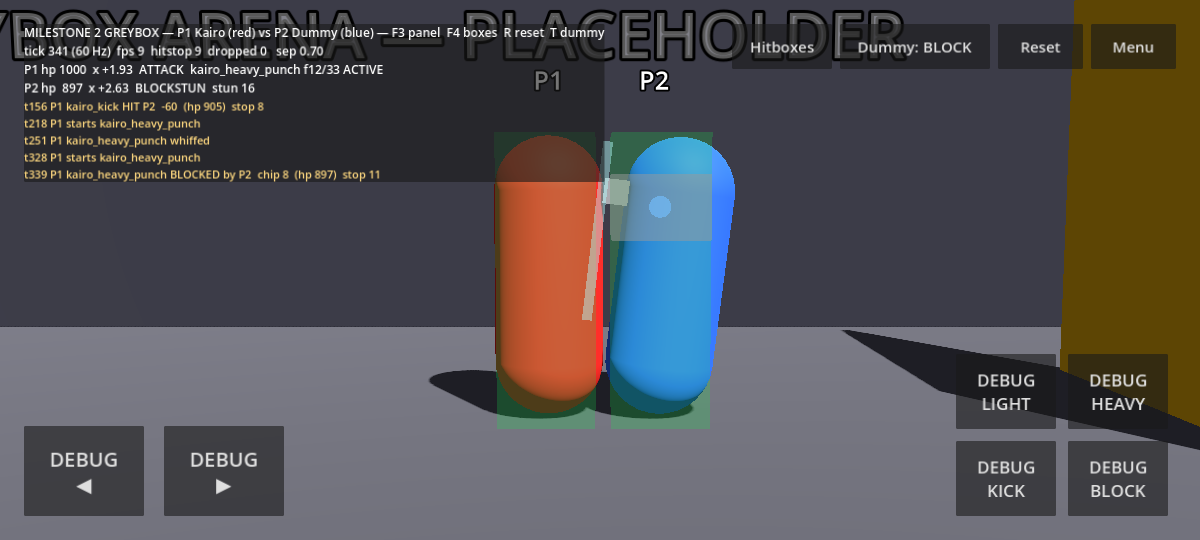 YBOX ARENA — PLACEHOLDER
MILESTONE 2 GREYBOX — P1 Kairo (red) vs P2 Dummy (blue) — F3 panel  F4 boxes  R reset  T dummy
tick 341 (60 Hz)  fps 9  hitstop 9  dropped 0   sep 0.70
P1 hp 1000  x +1.93  ATTACK  kairo_heavy_punch f12/33 ACTIVE
P2 hp  897  x +2.63  BLOCKSTUN  stun 16
t156 P1 kairo_kick HIT P2  -60  (hp 905)  stop 8
t218 P1 starts kairo_heavy_punch
t251 P1 kairo_heavy_punch whiffed
t328 P1 starts kairo_heavy_punch
t339 P1 kairo_heavy_punch BLOCKED by P2  chip 8  (hp 897)  stop 11
Hitboxes
Dummy: BLOCK
Reset
Menu
P1
P2
DEBUG
◀
DEBUG
▶
DEBUG
LIGHT
DEBUG
HEAVY
DEBUG
KICK
DEBUG
BLOCK